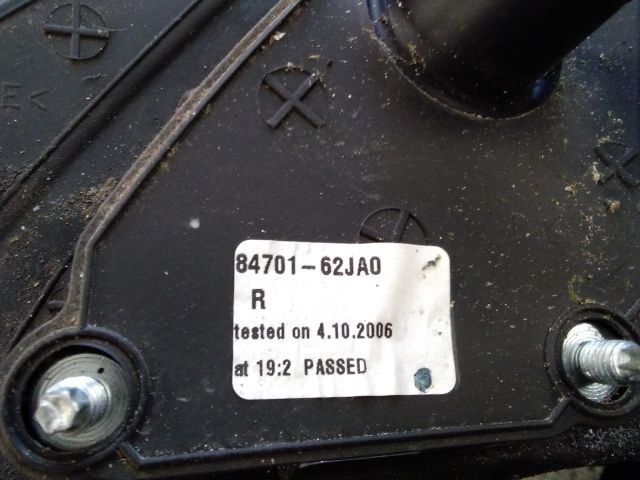 E<
84701-62JA0
R
tested on 4.10.2006
at 19:2 PASSED